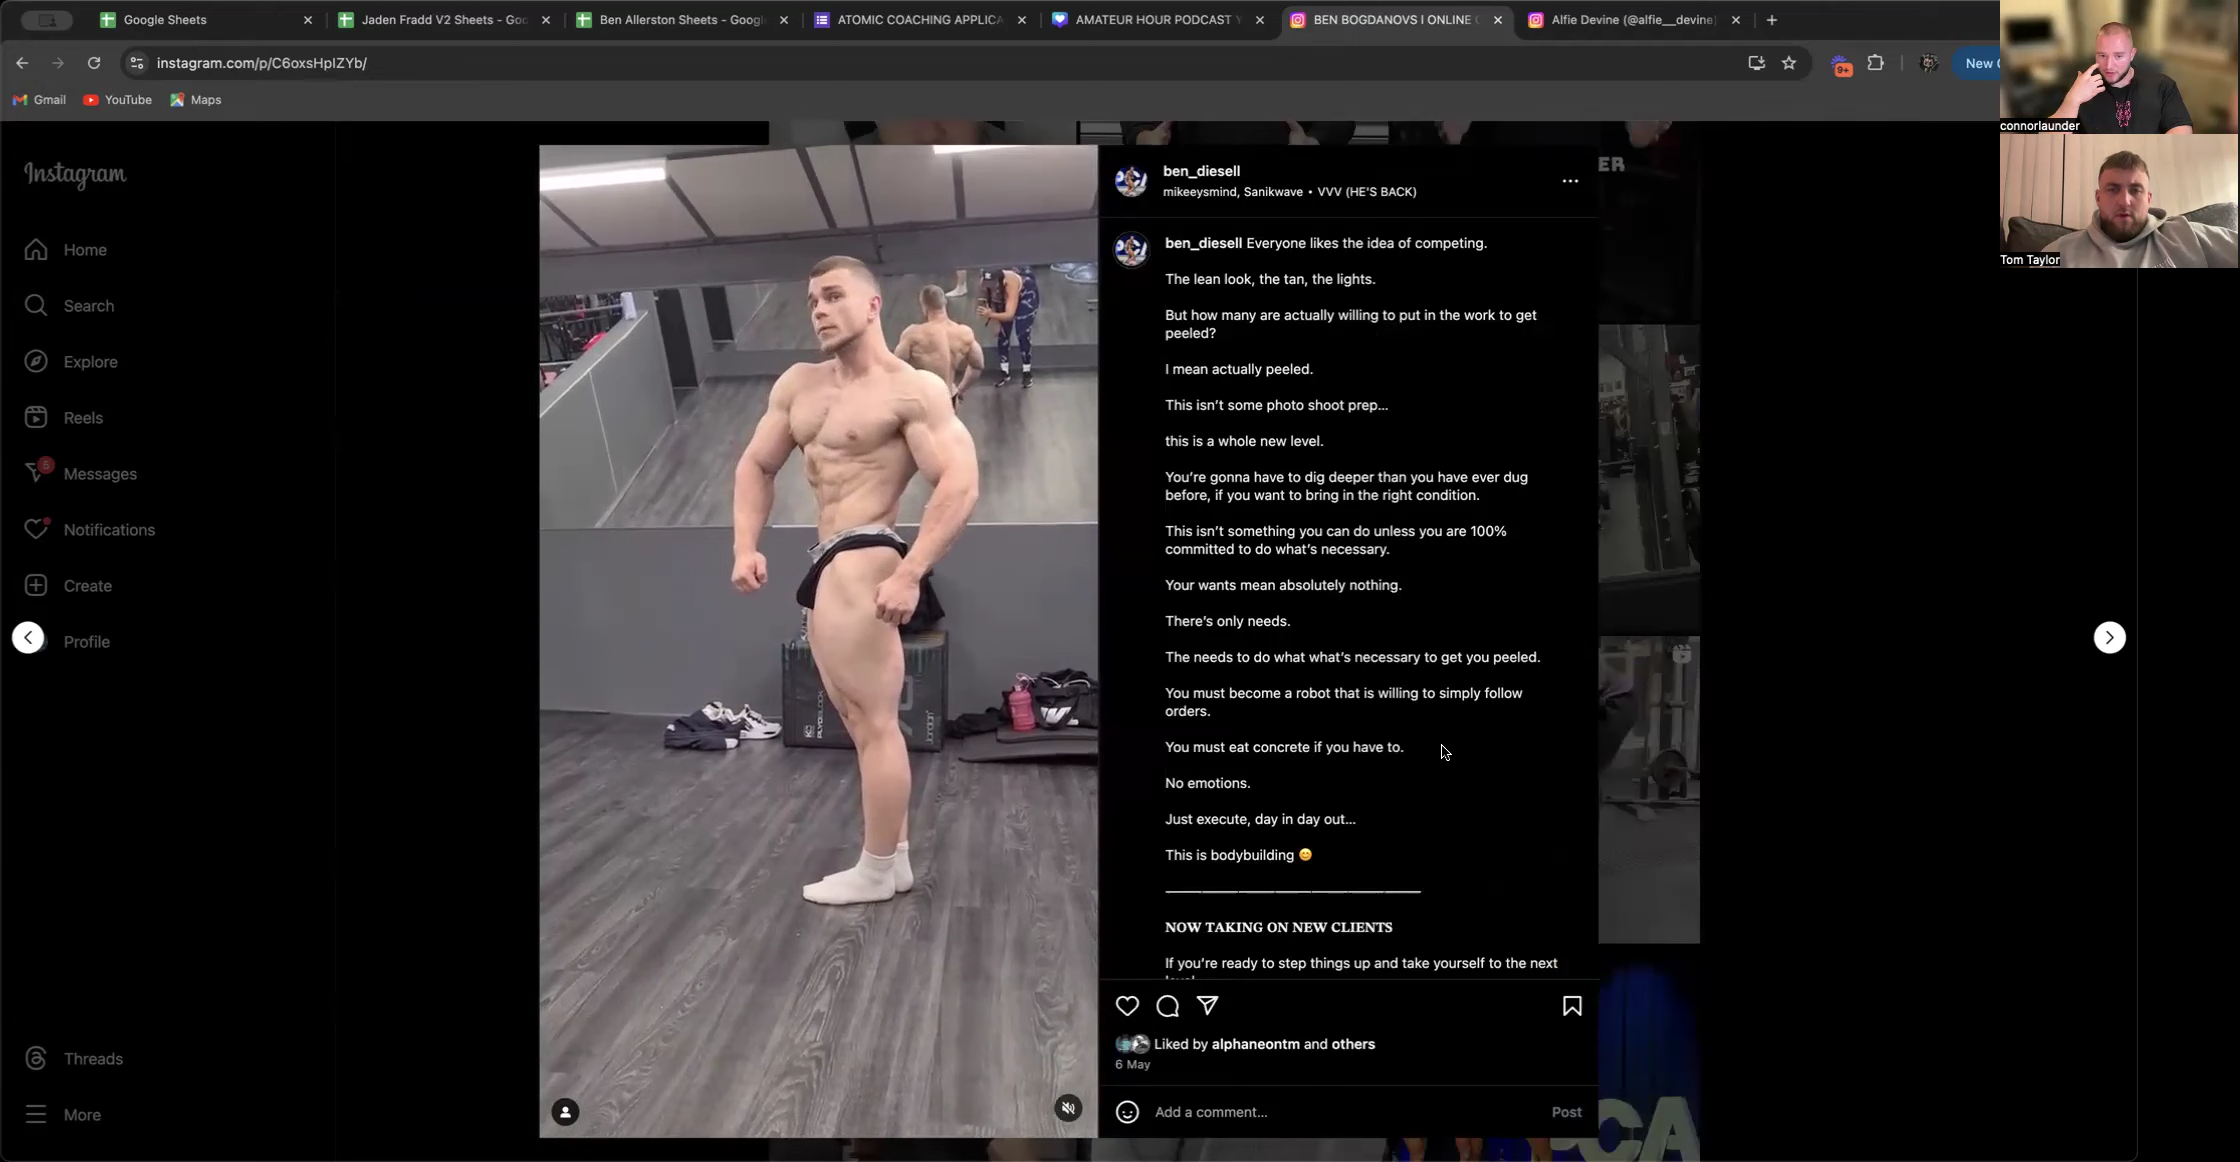 Google Sheets
Jaden Fradd V2 Sheets - Goo
Ben Allerston Sheets - Googl
ATOMIC COACHING APPLICA
AMATEUR HOUR PODCAST Y
BEN BOGDANOVS I ONLINE C
Alfie Devine (@alfie__devine)
instagram.com/p/C6oxsHpIZYb/
9+
New C
Gmail
YouTube
Maps
connorlaunder
Tom Taylor
Instagram
Home
Search
Explore
Reels
5
Messages
Notifications
Create
Profile
Threads
More
ER
PLYOBLOCK
Jordan
ben_diesell
mikeeysmind, Sanikwave • VVV (HE'S BACK)
ben_diesell Everyone likes the idea of competing.
The lean look, the tan, the lights.
But how many are actually willing to put in the work to get
peeled?
I mean actually peeled.
This isn't some photo shoot prep...
this is a whole new level.
You're gonna have to dig deeper than you have ever dug
before, if you want to bring in the right condition.
This isn't something you can do unless you are 100%
committed to do what's necessary.
Your wants mean absolutely nothing.
There's only needs.
The needs to do what what's necessary to get you peeled.
You must become a robot that is willing to simply follow
orders.
You must eat concrete if you have to.
No emotions.
Just execute, day in day out...
This is bodybuilding 😊
NOW TAKING ON NEW CLIENTS
If you're ready to step things up and take yourself to the next
Liked by alphaneontm and others
6 May
Add a comment...
Post
CA